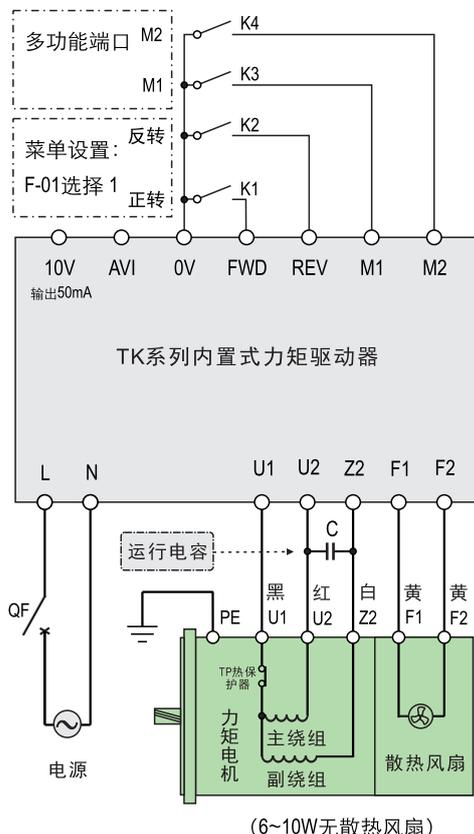 多功能端口
M2
K4
M1
K3
菜单设置：
反转
K2
F-01选择 1
正转
K1
10V
AVI
0V
FWD
REV
M1
M2
输出50mA
TK系列内置式力矩驱动器
L
N
U1
U2
Z2
F1
F2
运行电容
C
QF
黑
红
白
黄
黄
PE
U1
U2
Z2
F1
F2
TP热保
护器
力矩电机
主绕组
副绕组
散热风扇
电源
（6~10W无散热风扇）